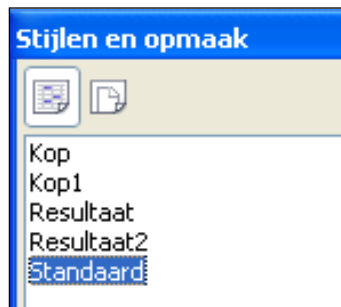 Stijlen en opmaak
Kop
Kop1
Resultaat
Resultaat2
Standaard